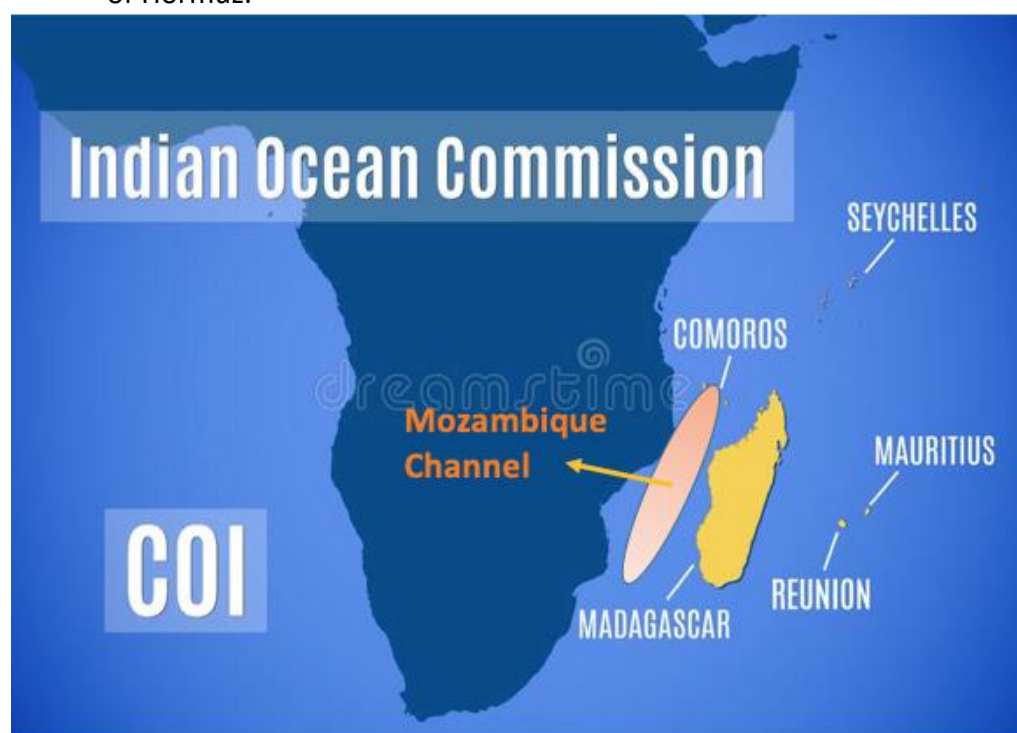 of Hormuz.
Indian Ocean Commission
SEYCHELLES
COMOROS
dreamstime
Mozambique
Channel
MAURITIUS
COI
REUNION
MADAGASCAR